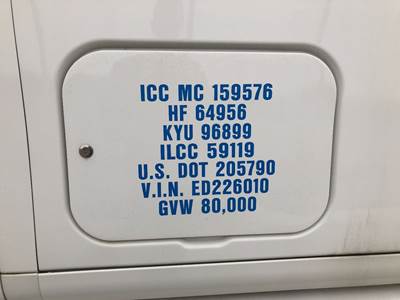 ICC MC 159576
HF 64956
KYU 96899
ILCC 59119
U.S. DOT 205790
V.I.N. ED226010
GVW 80,000